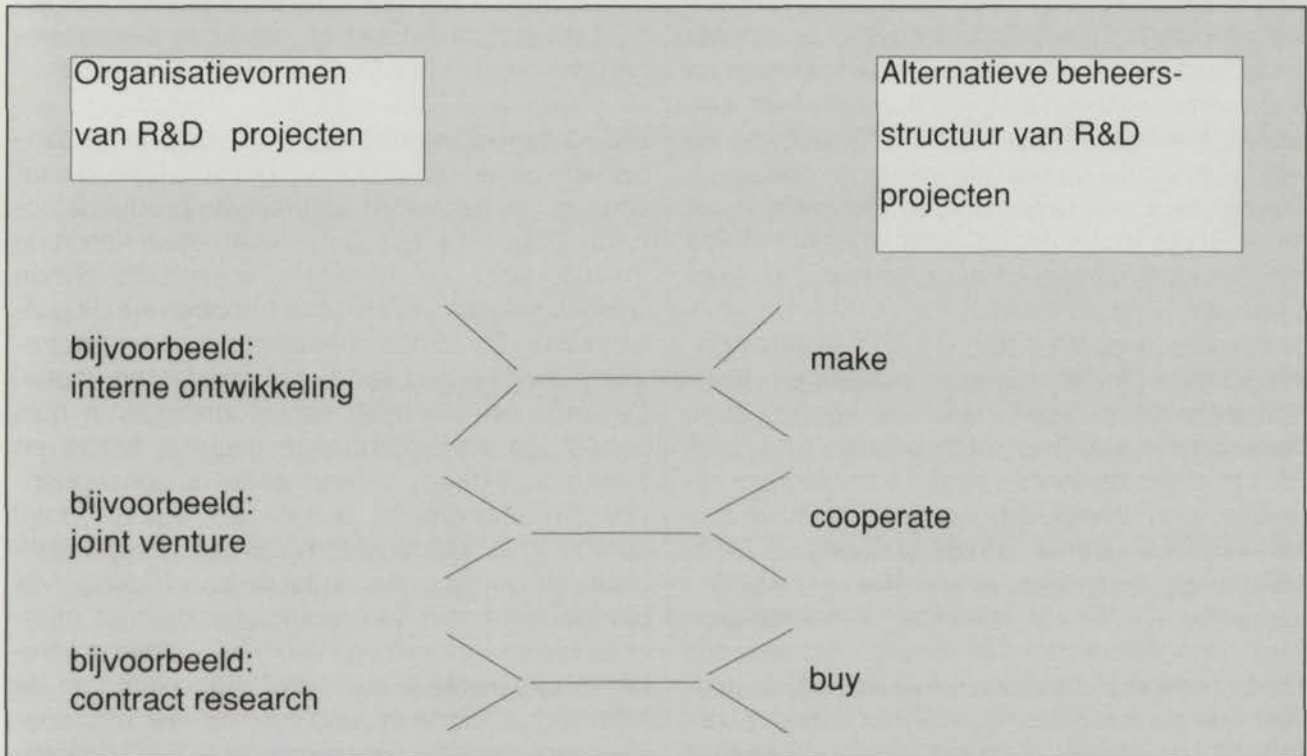 Organisatievormen
van R&D projecten
Alternatieve beheers-
structuur van R&D
projecten
bijvoorbeeld:
interne ontwikkeling
make
bijvoorbeeld:
joint venture
cooperate
bijvoorbeeld:
contract research
buy